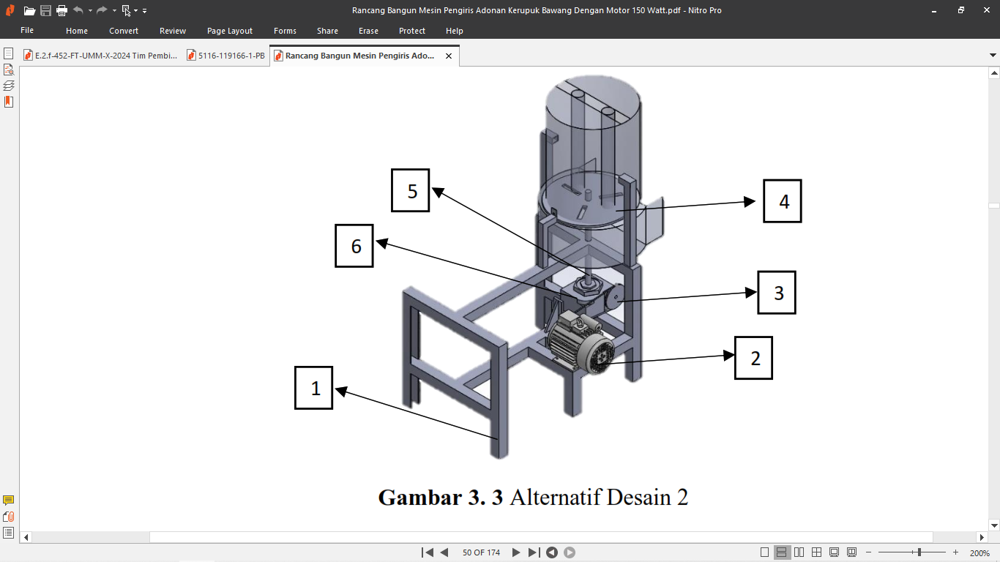 Rancang Bangun Mesin Pengiris Adonan Kerupuk Bawang Dengan Motor 150 Watt.pdf - Nitro Pro
File Home Convert Review Page Layout Forms Share Erase Protect Help
E.2.f-452-FT-UMM-X-2024 Tim Pembi... 5116-119166-1-PB Rancang Bangun Mesin Pengiris Ado...
5
4
6
3
2
1
Gambar 3. 3 Alternatif Desain 2
50 OF 174
200%